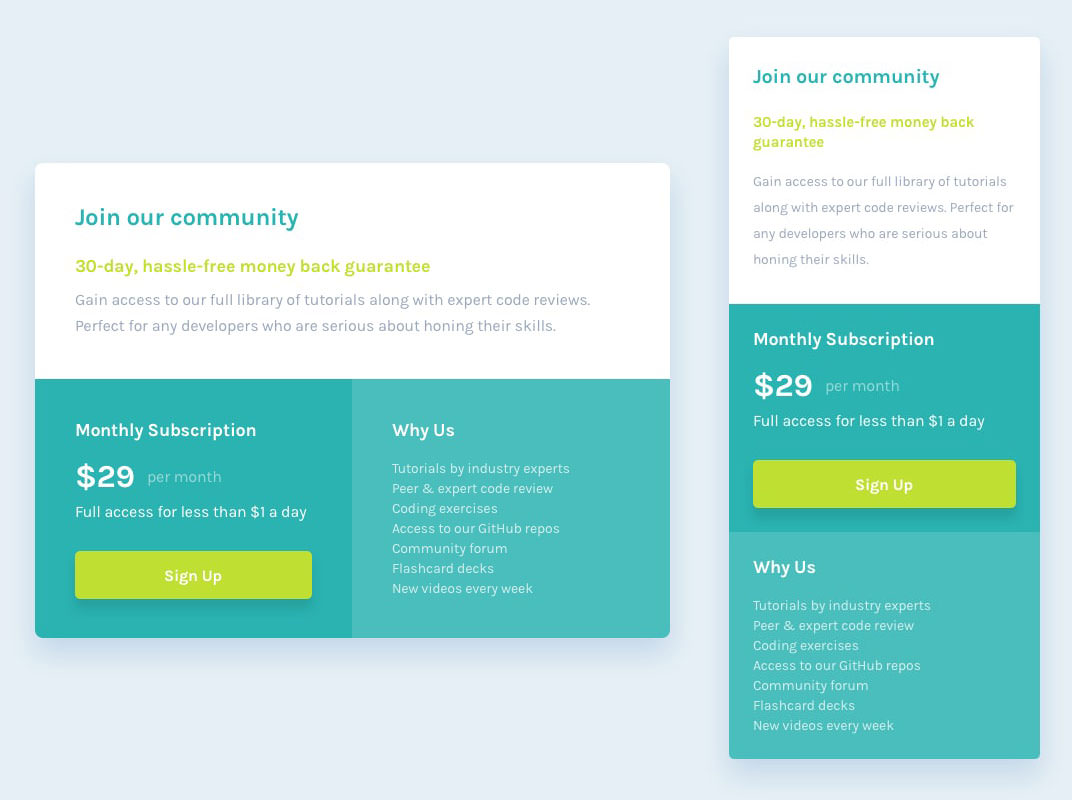 Join our community
30-day, hassle-free money back guarantee
Gain access to our full library of tutorials along with expert code reviews.
Perfect for any developers who are serious about honing their skills.
Monthly Subscription
$29 per month
Full access for less than $1 a day
Sign Up
Why Us
Tutorials by industry experts
Peer & expert code review
Coding exercises
Access to our GitHub repos
Community forum
Flashcard decks
New videos every week
Join our community
30-day, hassle-free money back
guarantee
Gain access to our full library of tutorials
along with expert code reviews. Perfect for
any developers who are serious about
honing their skills.
Monthly Subscription
$29 per month
Full access for less than $1 a day
Sign Up
Why Us
Tutorials by industry experts
Peer & expert code review
Coding exercises
Access to our GitHub repos
Community forum
Flashcard decks
New videos every week